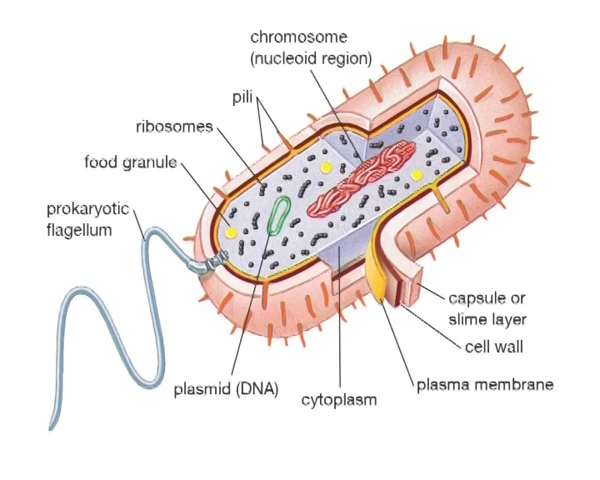 chromosome
(nucleoid region)
pili
ribosomes
food granule
prokaryotic
flagellum
capsule or
slime layer
cell wall
plasma membrane
plasmid (DNA)
cytoplasm